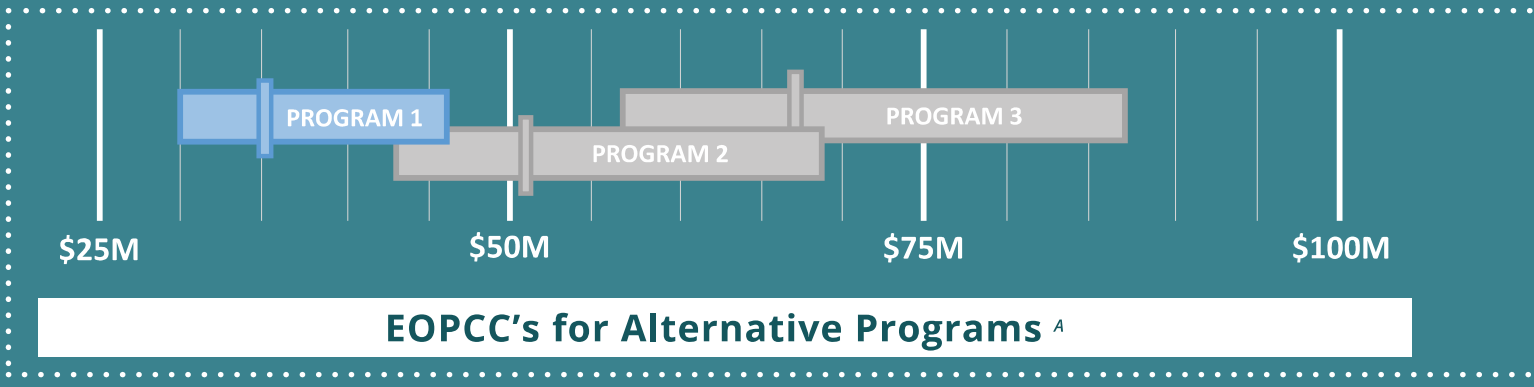 PROGRAM 1
PROGRAM 3
PROGRAM 2
$25M
$50M
$75M
$100M
EOPCC's for Alternative Programs A